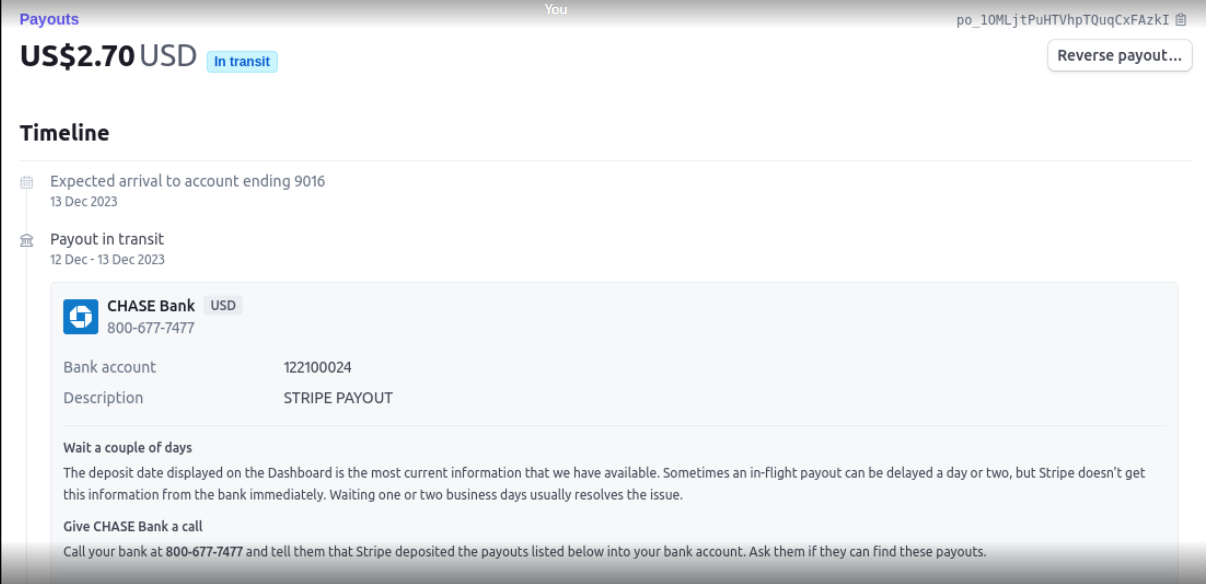 You
Payouts
po_1OMLjtPuHTVhpTQuqCxFAzkI
US$2.70 USD In transit
Reverse payout...
Timeline
Expected arrival to account ending 9016
13 Dec 2023
Payout in transit
12 Dec - 13 Dec 2023
CHASE Bank USD
800-677-7477
Bank account 122100024
Description STRIPE PAYOUT
Wait a couple of days
The deposit date displayed on the Dashboard is the most current information that we have available. Sometimes an in-flight payout can be delayed a day or two, but Stripe doesn't get
this information from the bank immediately. Waiting one or two business days usually resolves the issue.
Give CHASE Bank a call
Call your bank at 800-677-7477 and tell them that Stripe deposited the payouts listed below into your bank account. Ask them if they can find these payouts.